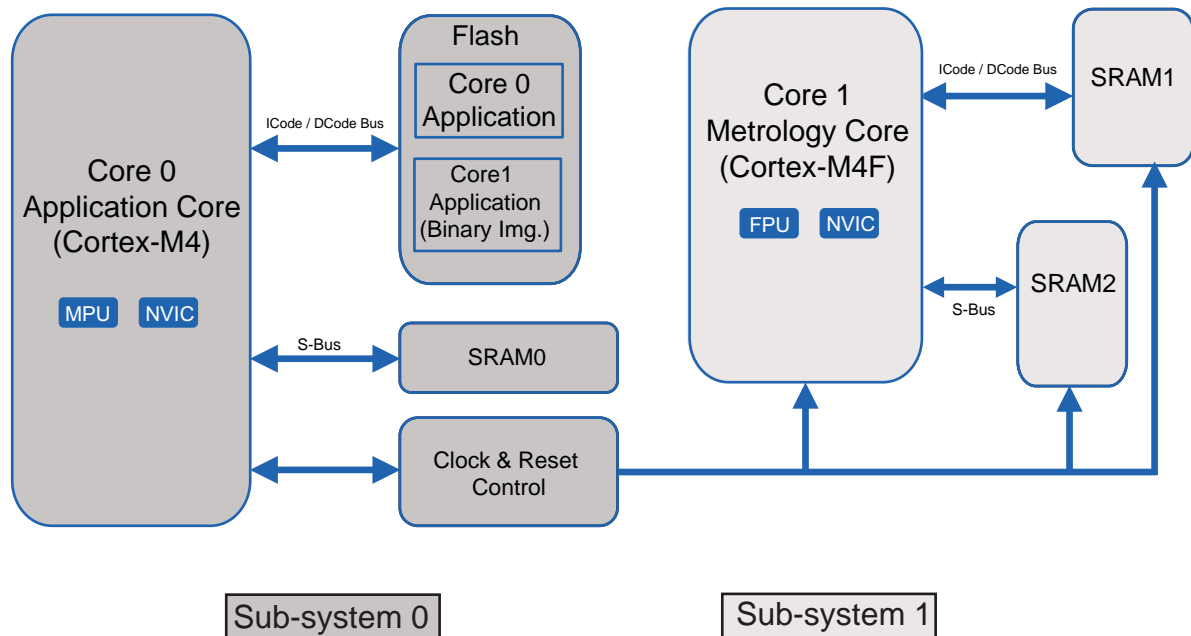 Core 0
Application Core
(Cortex-M4)
MPU
NVIC
ICode / DCode Bus
Flash
Core 0
Application
Core1
Application
(Binary Img.)
S-Bus
SRAM0
Clock & Reset
Control
Core 1
Metrology Core
(Cortex-M4F)
FPU
NVIC
ICode / DCode Bus
SRAM1
S-Bus
SRAM2
Sub-system 0
Sub-system 1